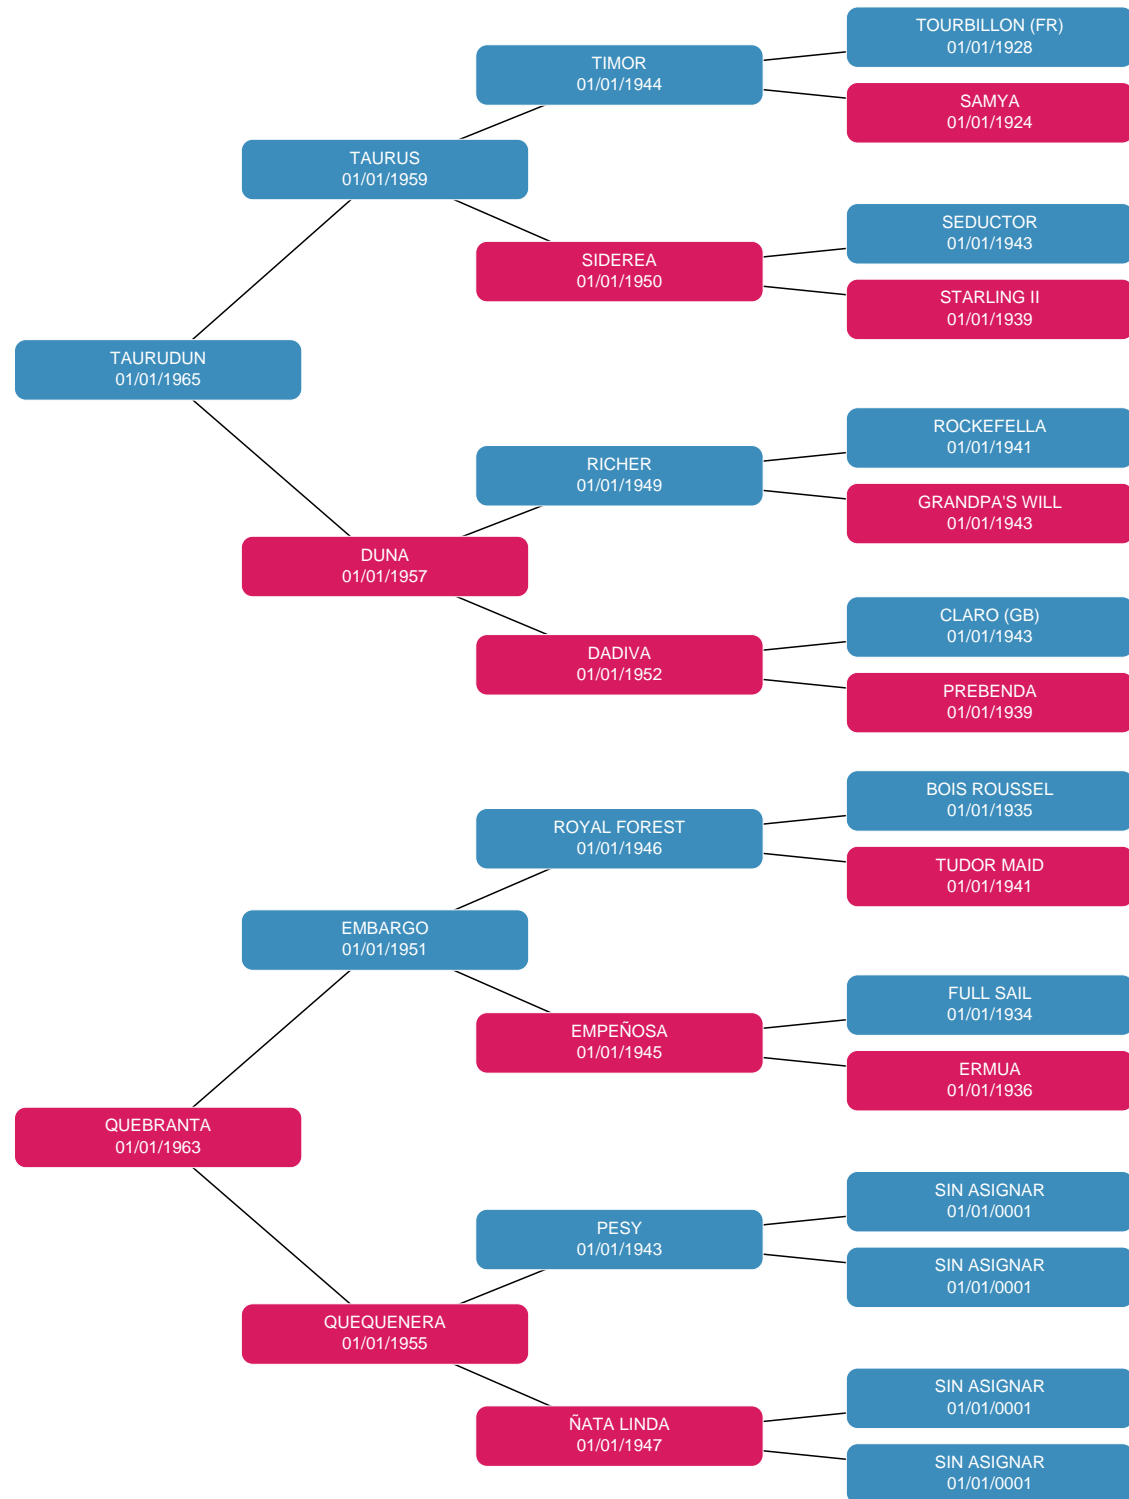 TOURBILLON (FR)
01/01/1928
TIMOR
01/01/1944
SAMYA
01/01/1924
TAURUS
01/01/1959
SEDUCTOR
01/01/1943
SIDEREA
01/01/1950
STARLING II
01/01/1939
TAURUDUN
01/01/1965
ROCKEFELLA
01/01/1941
RICHER
01/01/1949
GRANDPA'S WILL
01/01/1943
DUNA
01/01/1957
CLARO (GB)
01/01/1943
DADIVA
01/01/1952
PREBENDA
01/01/1939
BOIS ROUSSEL
01/01/1935
ROYAL FOREST
01/01/1946
TUDOR MAID
01/01/1941
EMBARGO
01/01/1951
FULL SAIL
01/01/1934
EMPEÑOSA
01/01/1945
ERMUA
01/01/1936
QUEBRANTA
01/01/1963
SIN ASIGNAR
01/01/0001
PESY
01/01/1943
SIN ASIGNAR
01/01/0001
QUEQUENERA
01/01/1955
SIN ASIGNAR
01/01/0001
ÑATA LINDA
01/01/1947
SIN ASIGNAR
01/01/0001